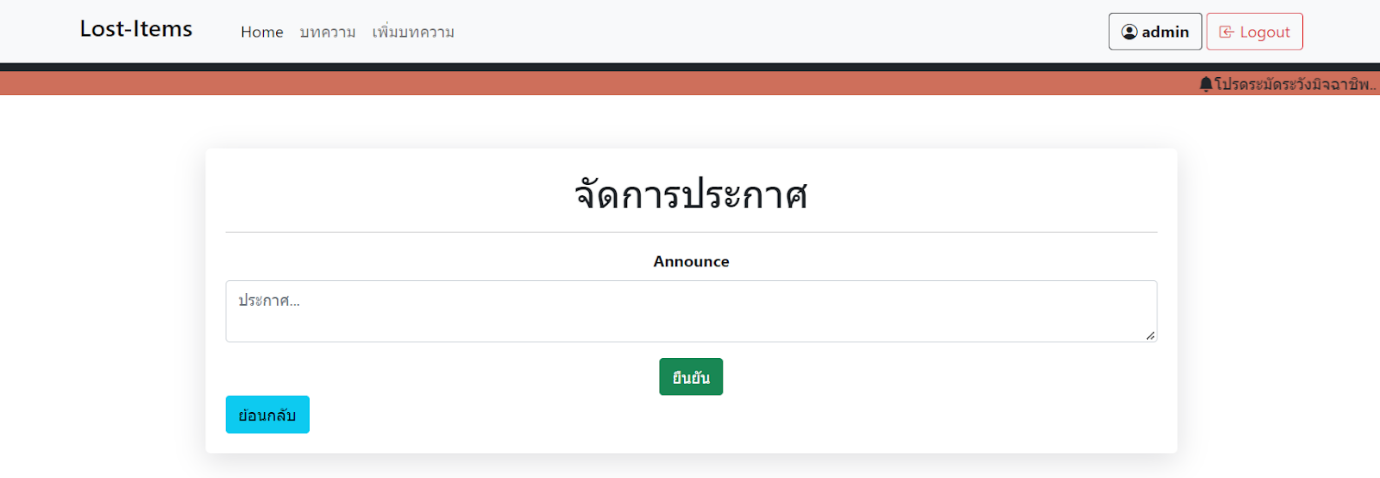 Lost-Items Home บทความ เพิ่มบทความ admin Logout
โปรดระมัดระวังมิจฉาชีพ..
จัดการประกาศ
Announce
ประกาศ...
ยืนยัน
ย้อนกลับ